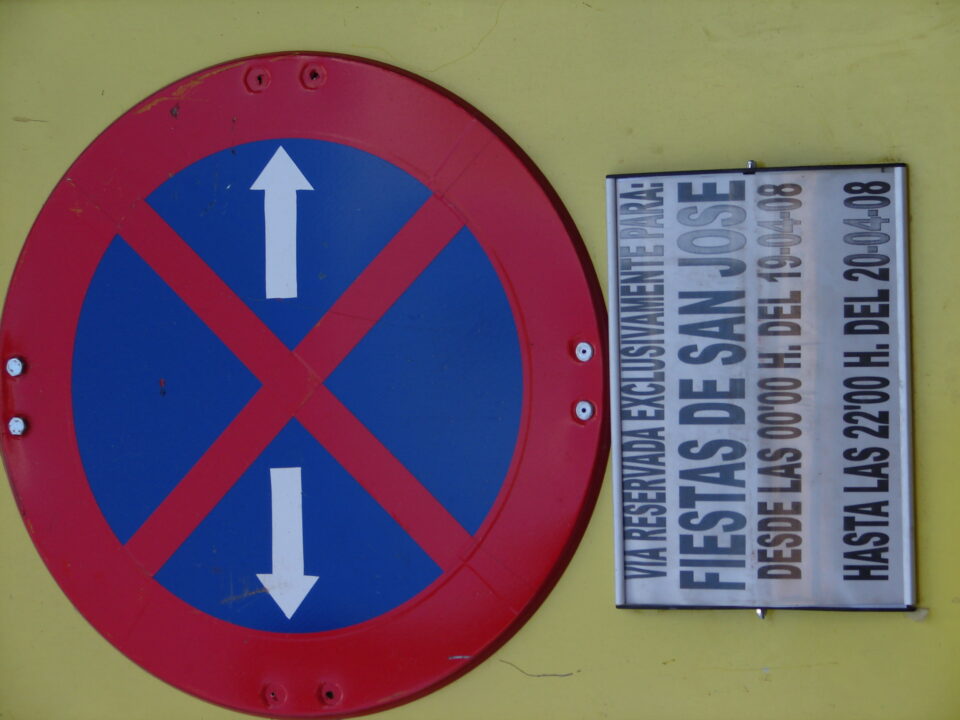 VIA RESERVADA EXCLUSIVAMENTE PARA:
FIESTAS DE SAN JOSE
DESDE LAS 00'00 H. DEL 19-04-08
HASTA LAS 22'00 H. DEL 20-04-08